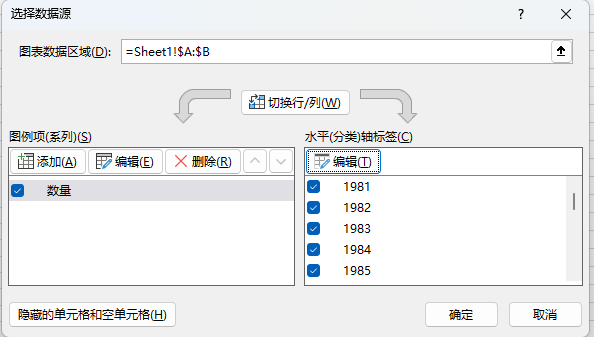 选择数据源
?
图表数据区域(D):
=Sheet1!$A:$B
切换行/列(W)
图例项(系列)(S)
添加(A)
编辑(E)
删除(R)
数量
水平(分类)轴标签(C)
编辑(T)
1981
1982
1983
1984
1985
隐藏的单元格和空单元格(H)
确定
取消